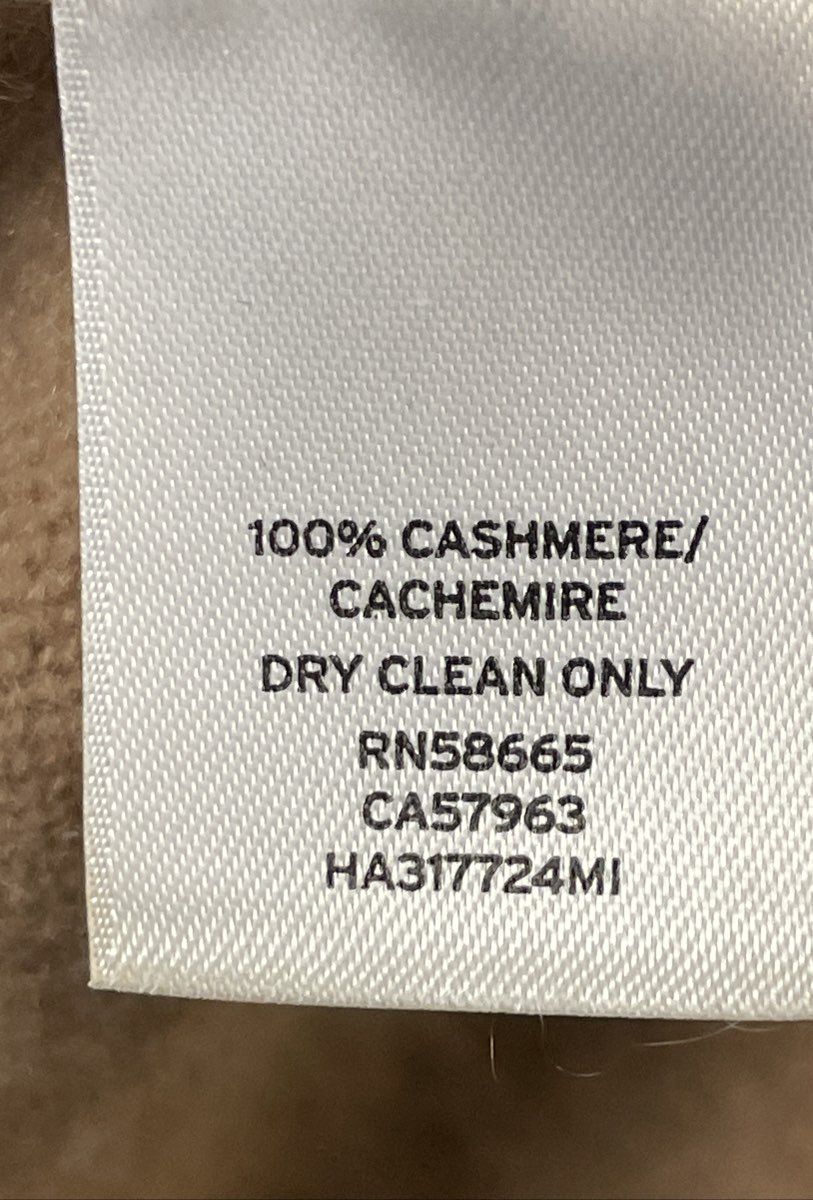 100% CASHMERE/
CACHEMIRE
DRY CLEAN ONLY
RN58665
CA57963
HA317724MI